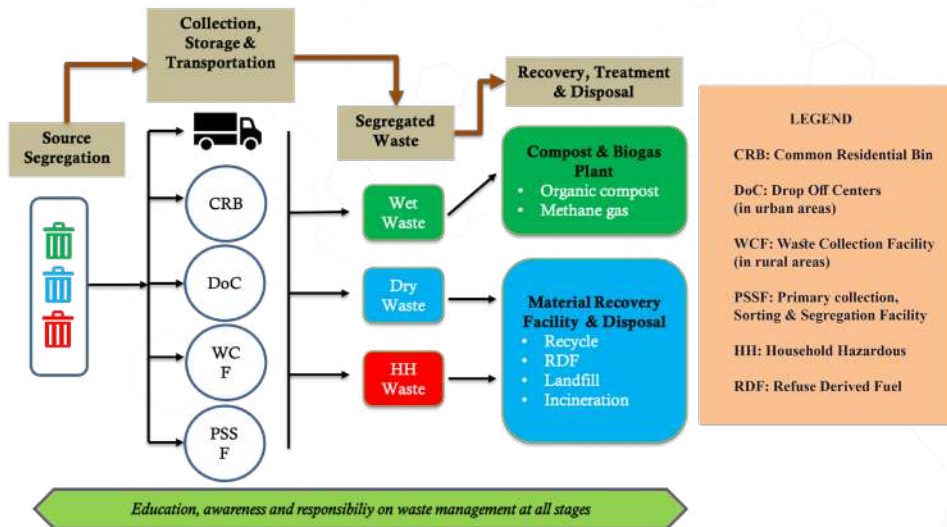 Collection,
Storage &
Transportation
Recovery, Treatment
& Disposal
Source
Segregation
Segregated
Waste
CRB
DoC
WC
F
PSS
F
Wet
Waste
Dry
Waste
HH
Waste
Compost & Biogas
Plant
• Organic compost
• Methane gas
Material Recovery
Facility & Disposal
• Recycle
• RDF
• Landfill
• Incineration
LEGEND
CRB: Common Residential Bin
DoC: Drop Off Centers
(in urban areas)
WCF: Waste Collection Facility
(in rural areas)
PSSF: Primary collection,
Sorting & Segregation Facility
HH: Household Hazardous
RDF: Refuse Derived Fuel
Education, awareness and responsibiliy on waste management at all stages